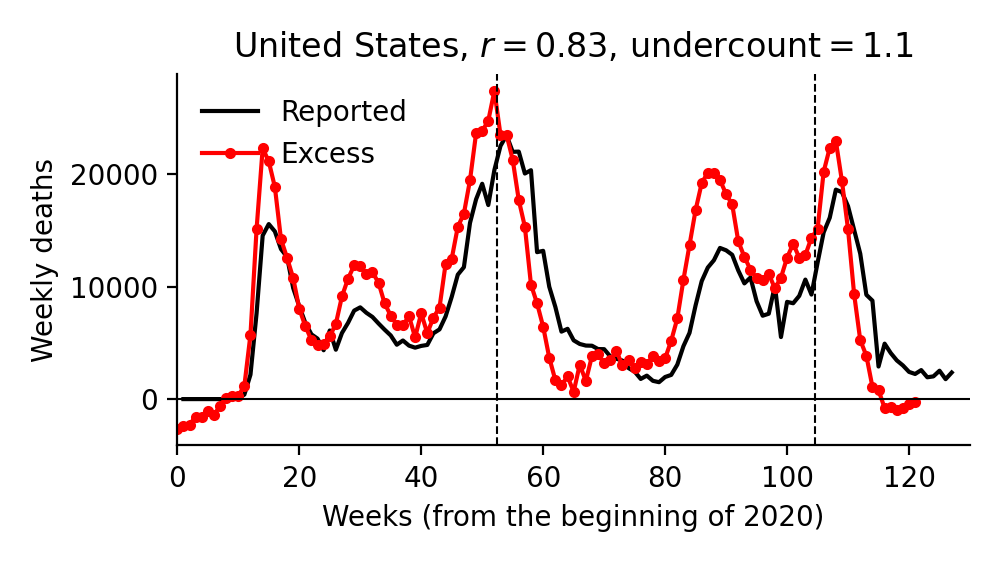 United States, r = 0.83, undercount = 1.1
Reported
Excess
Weekly deaths
20000
10000
0
0 20 40 60 80 100 120
Weeks (from the beginning of 2020)